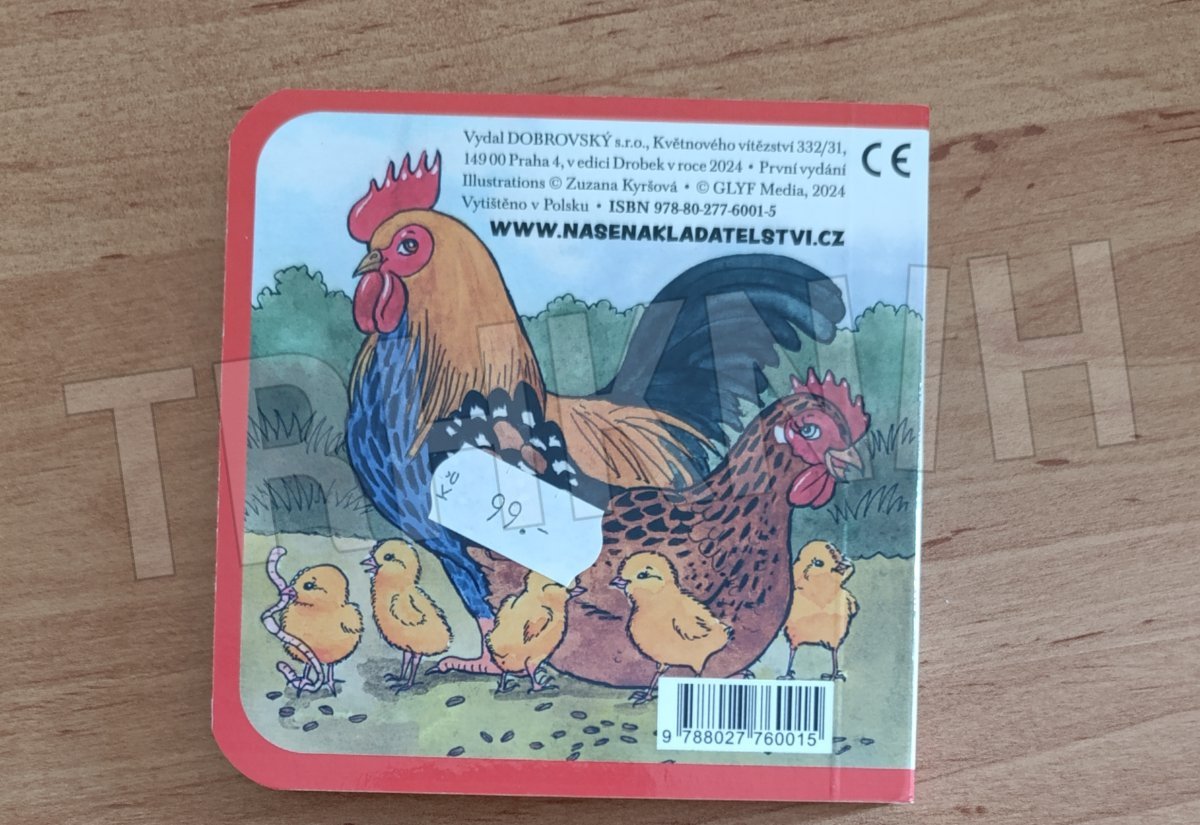 Vydal DOBROVSKÝ s.r.o., Květnového vítězství 332/31,
149 00 Praha 4, v edici Drobek v roce 2024 • První vydání
Illustrations © Zuzana Kyršová • © GLYF Media, 2024
Vytištěno v Polsku • ISBN 978-80-277-6001-5
WWW.NASENAKLADATELSTVI.CZ
CE
Kč 99.-
9 788027 760015